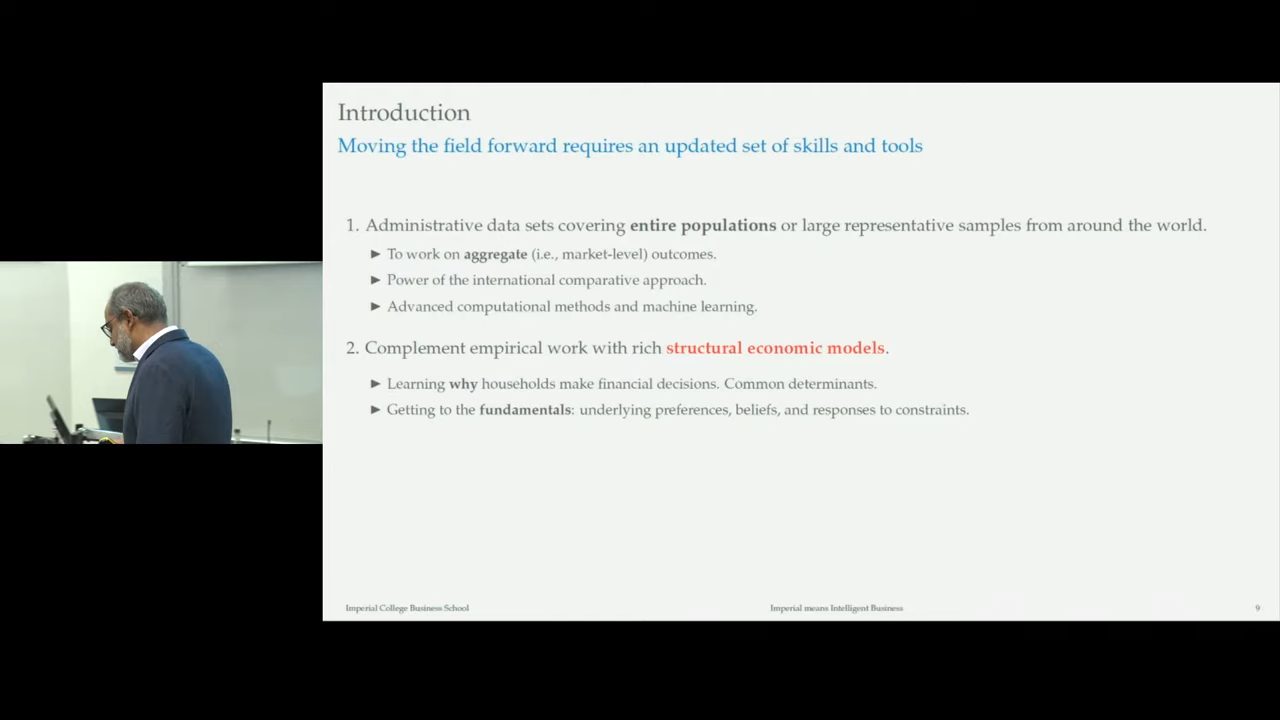 Introduction
Moving the field forward requires an updated set of skills and tools
1. Administrative data sets covering entire populations or large representative samples from around the world.
► To work on aggregate (i.e., market-level) outcomes.
► Power of the international comparative approach.
► Advanced computational methods and machine learning.
2. Complement empirical work with rich structural economic models.
► Learning why households make financial decisions. Common determinants.
► Getting to the fundamentals: underlying preferences, beliefs, and responses to constraints.
Imperial College Business School
Imperial means Intelligent Business
9